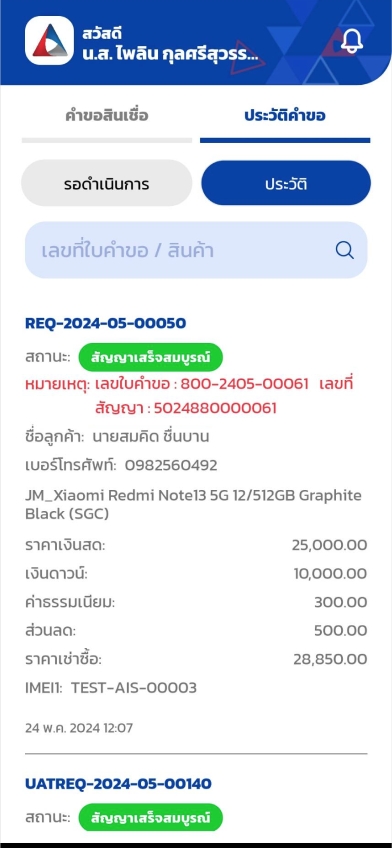 สวัสดี
น.ส. ไพลิน กุลศรีสุวรร...
คำขอสินเชื่อ
ประวัติคำขอ
รอดำเนินการ
ประวัติ
เลขที่ใบคำขอ / สินค้า
REQ-2024-05-00050
สถานะ: สัญญาเสร็จสมบูรณ์
หมายเหตุ: เลขใบคำขอ : 800-2405-00061 เลขที่
สัญญา : 5024880000061
ชื่อลูกค้า: นายสมคิด ชื่นบาน
เบอร์โทรศัพท์: 0982560492
JM_Xiaomi Redmi Note13 5G 12/512GB Graphite
Black (SGC)
ราคาเงินสด: 25,000.00
เงินดาวน์: 10,000.00
ค่าธรรมเนียม: 300.00
ส่วนลด: 500.00
ราคาเช่าซื้อ: 28,850.00
IMEI1: TEST-AIS-00003
24 พ.ค. 2024 12:07
UATREQ-2024-05-00140
สถานะ: สัญญาเสร็จสมบูรณ์